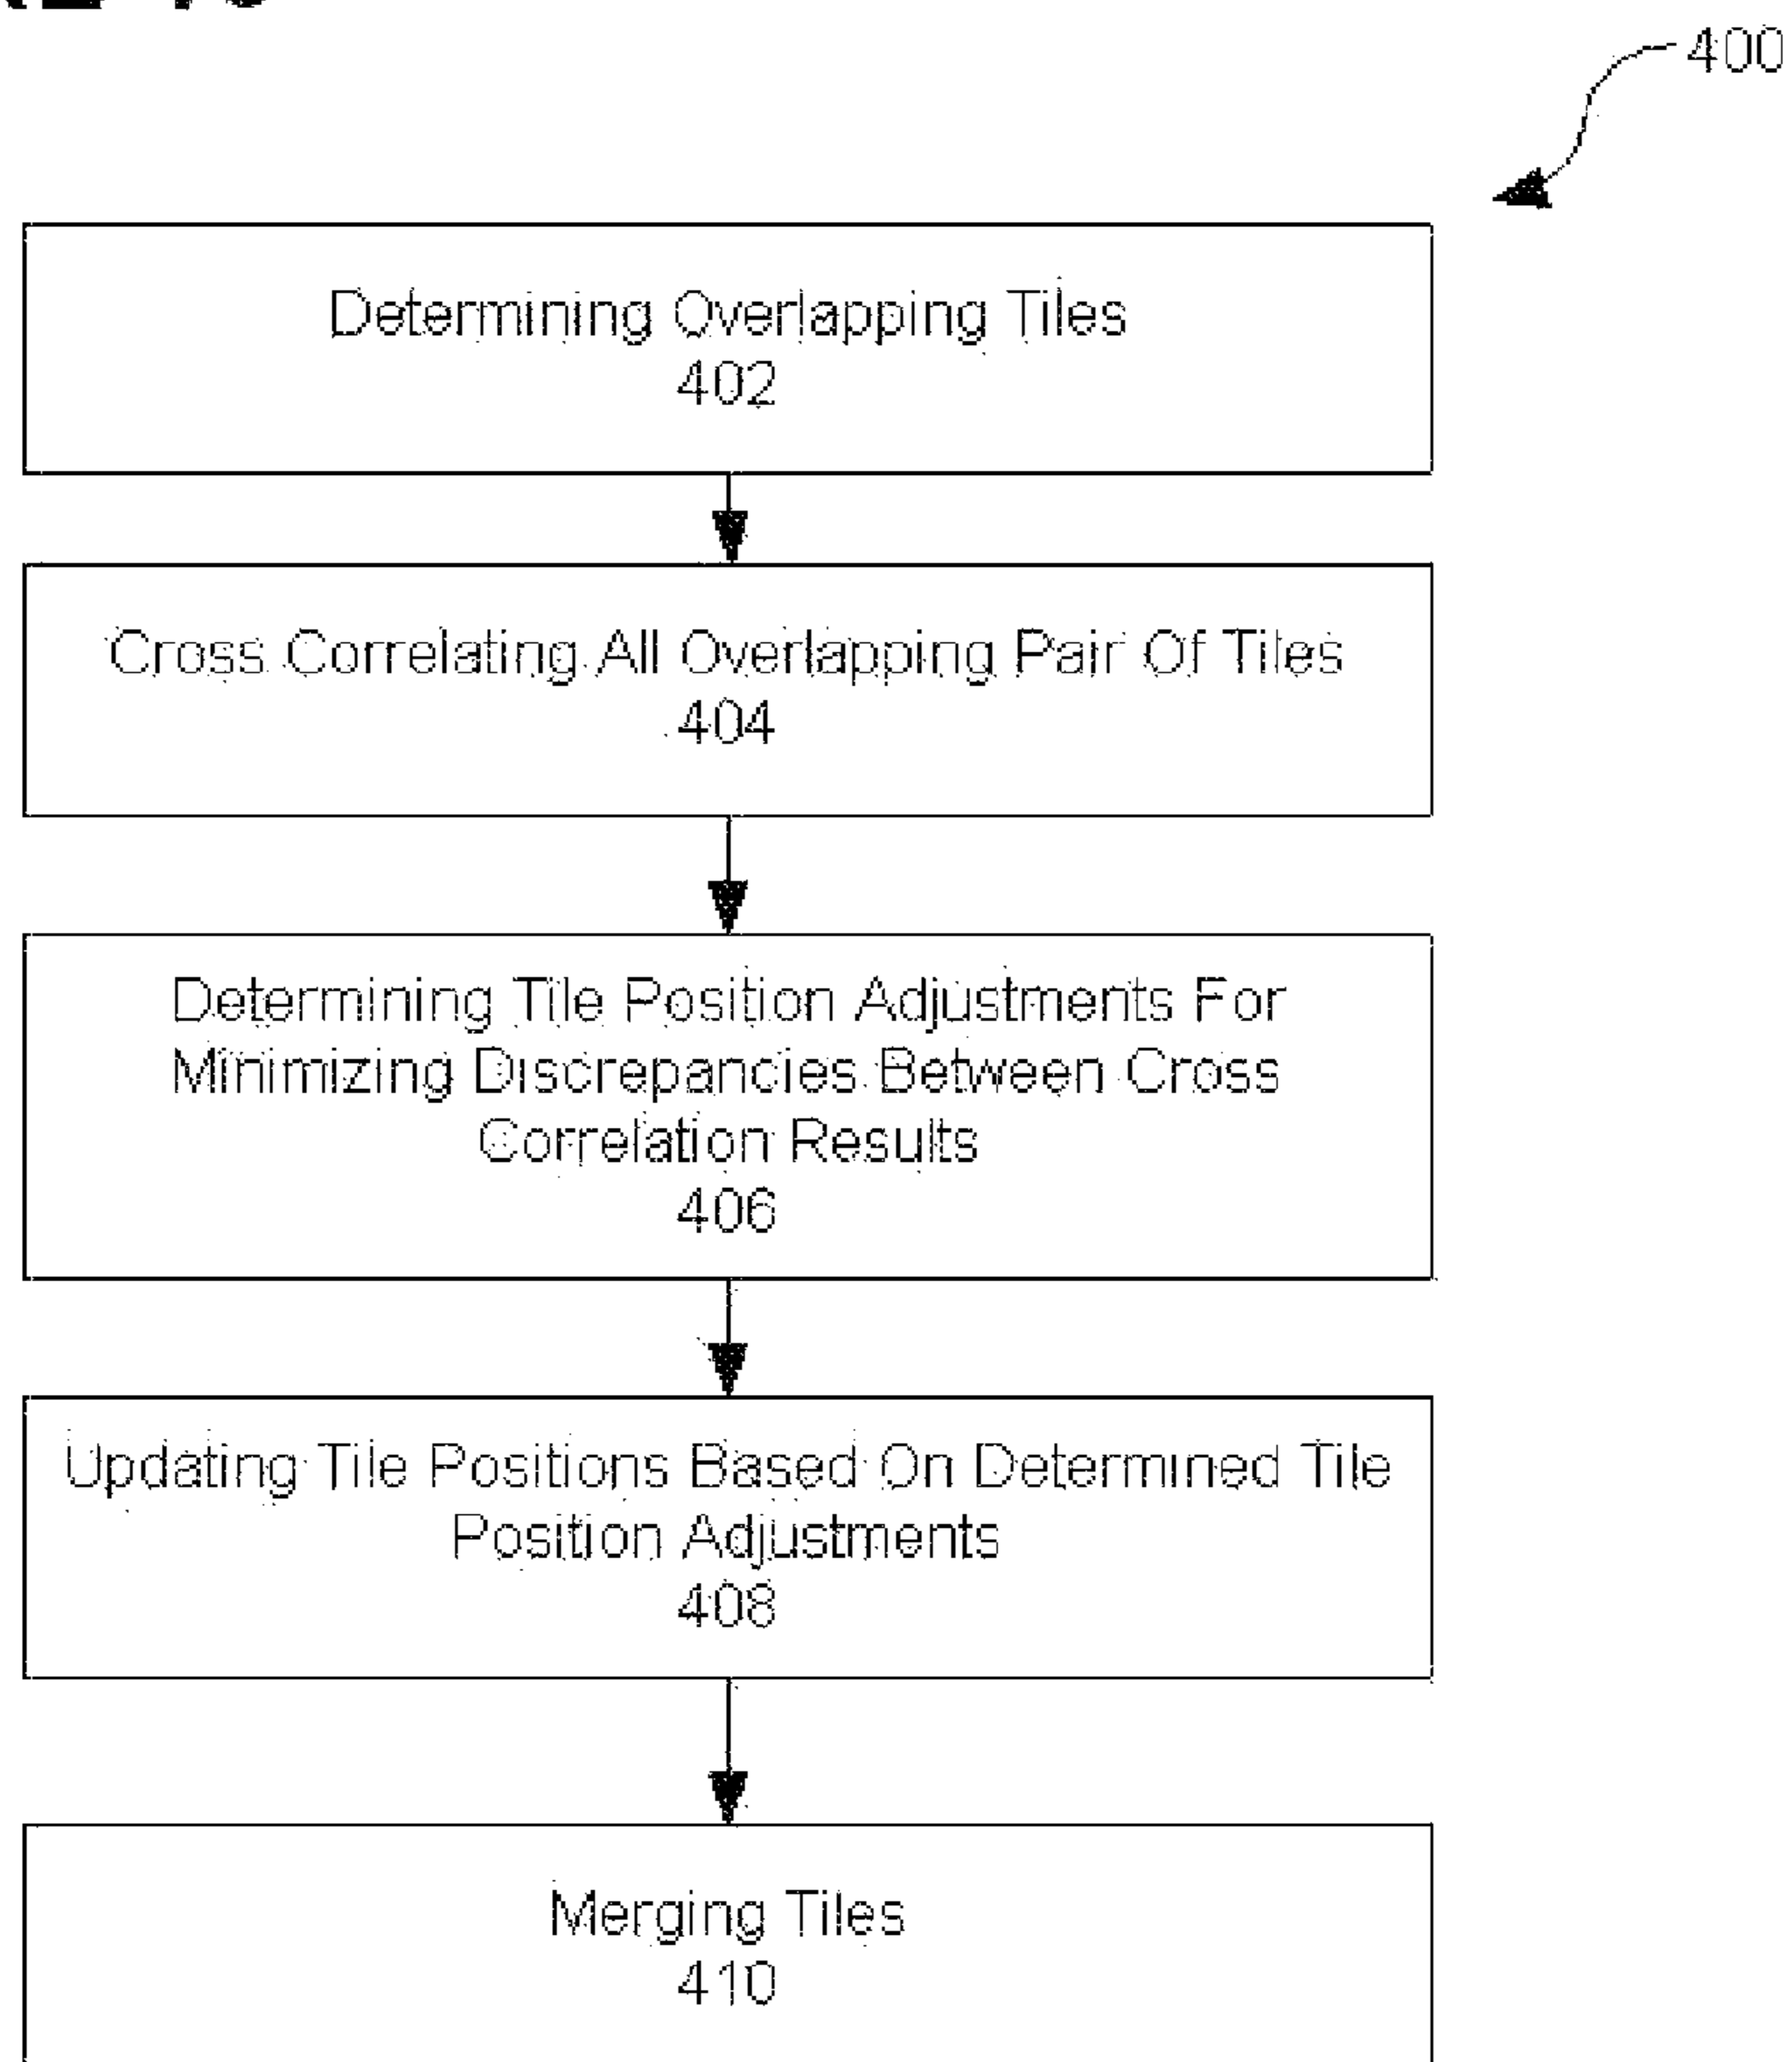 400
Determining Overlapping Tiles
402
Cross Correlating All Overlapping Pair Of Tiles
404
Determining Tile Position Adjustments For
Minimizing Discrepancies Between Cross
Correlation Results
406
Updating Tile Positions Based On Determined Tile
Position Adjustments
408
Merging Tiles
410